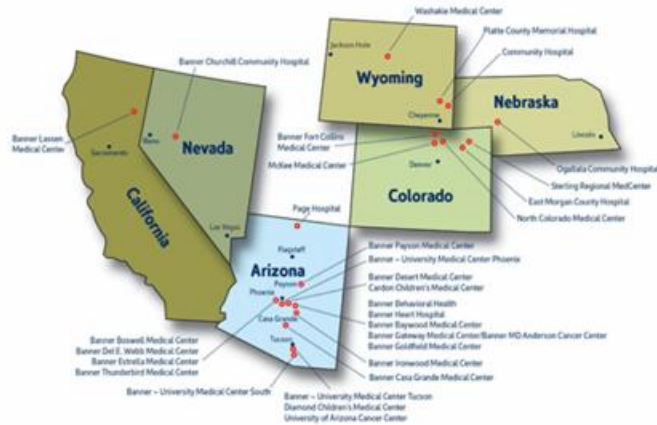 Washakie Medical Center
Platte County Memorial Hospital
Community Hospital
Jackson Hole
Wyoming
Cheyenne
Banner Churchill Community Hospital
Nebraska
Lincoln
Banner Lassen
Medical Center
Reno
Nevada
Sacramento
Banner Fort Collins
Medical Center
McKee Medical Center
Denver
Colorado
Ogallala Community Hospital
Sterling Regional MedCenter
East Morgan County Hospital
North Colorado Medical Center
California
Las Vegas
Page Hospital
Flagstaff
Arizona
Payson
Phoenix
Casa Grande
Tucson
Banner Payson Medical Center
Banner – University Medical Center Phoenix
Banner Desert Medical Center
Cardon Children's Medical Center
Banner Behavioral Health
Banner Heart Hospital
Banner Baywood Medical Center
Banner Gateway Medical Center/Banner MD Anderson Cancer Center
Banner Goldfield Medical Center
Banner Ironwood Medical Center
Banner Casa Grande Medical Center
Banner Boswell Medical Center
Banner Del E. Webb Medical Center
Banner Estrella Medical Center
Banner Thunderbird Medical Center
Banner – University Medical Center South
Banner – University Medical Center Tucson
Diamond Children's Medical Center
University of Arizona Cancer Center